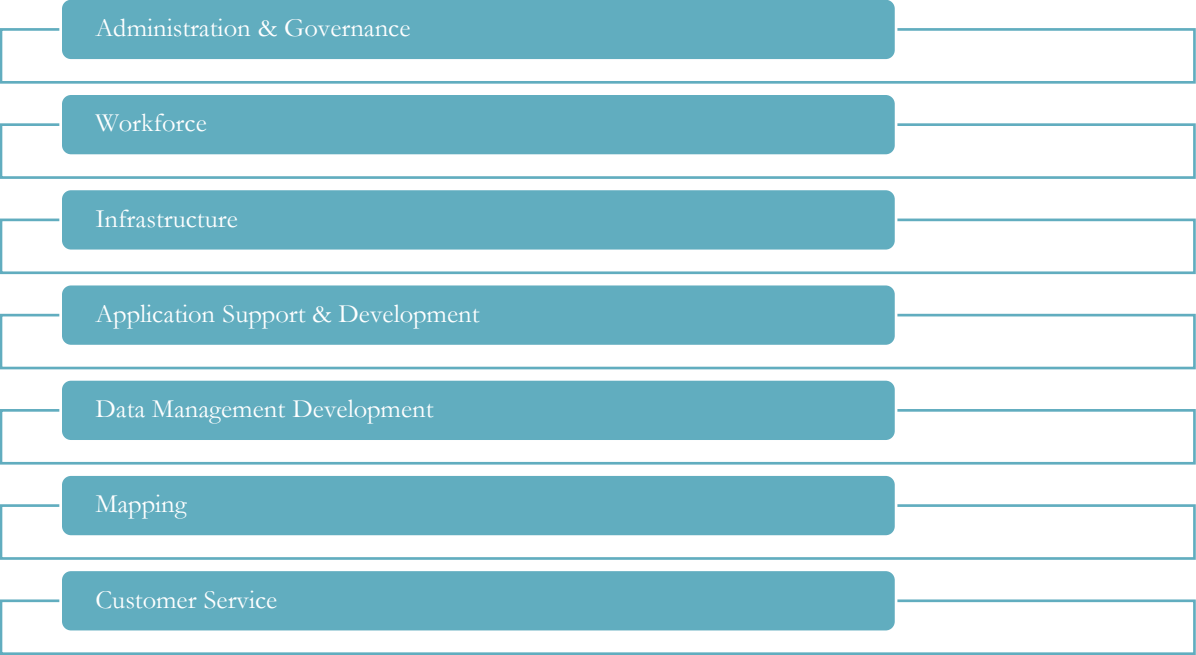 Administration & Governance
Workforce
Infrastructure
Application Support & Development
Data Management Development
Mapping
Customer Service